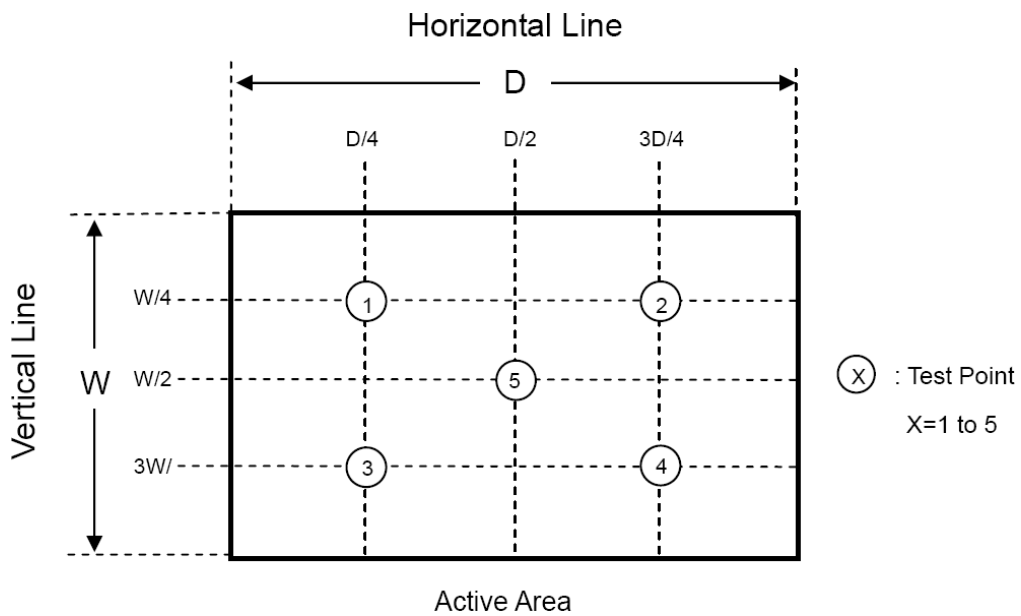 Horizontal Line
D
D/4 D/2 3D/4
Vertical Line
W
W/4
1 2
W/2
5
X : Test Point
X=1 to 5
3W/
3 4
Active Area